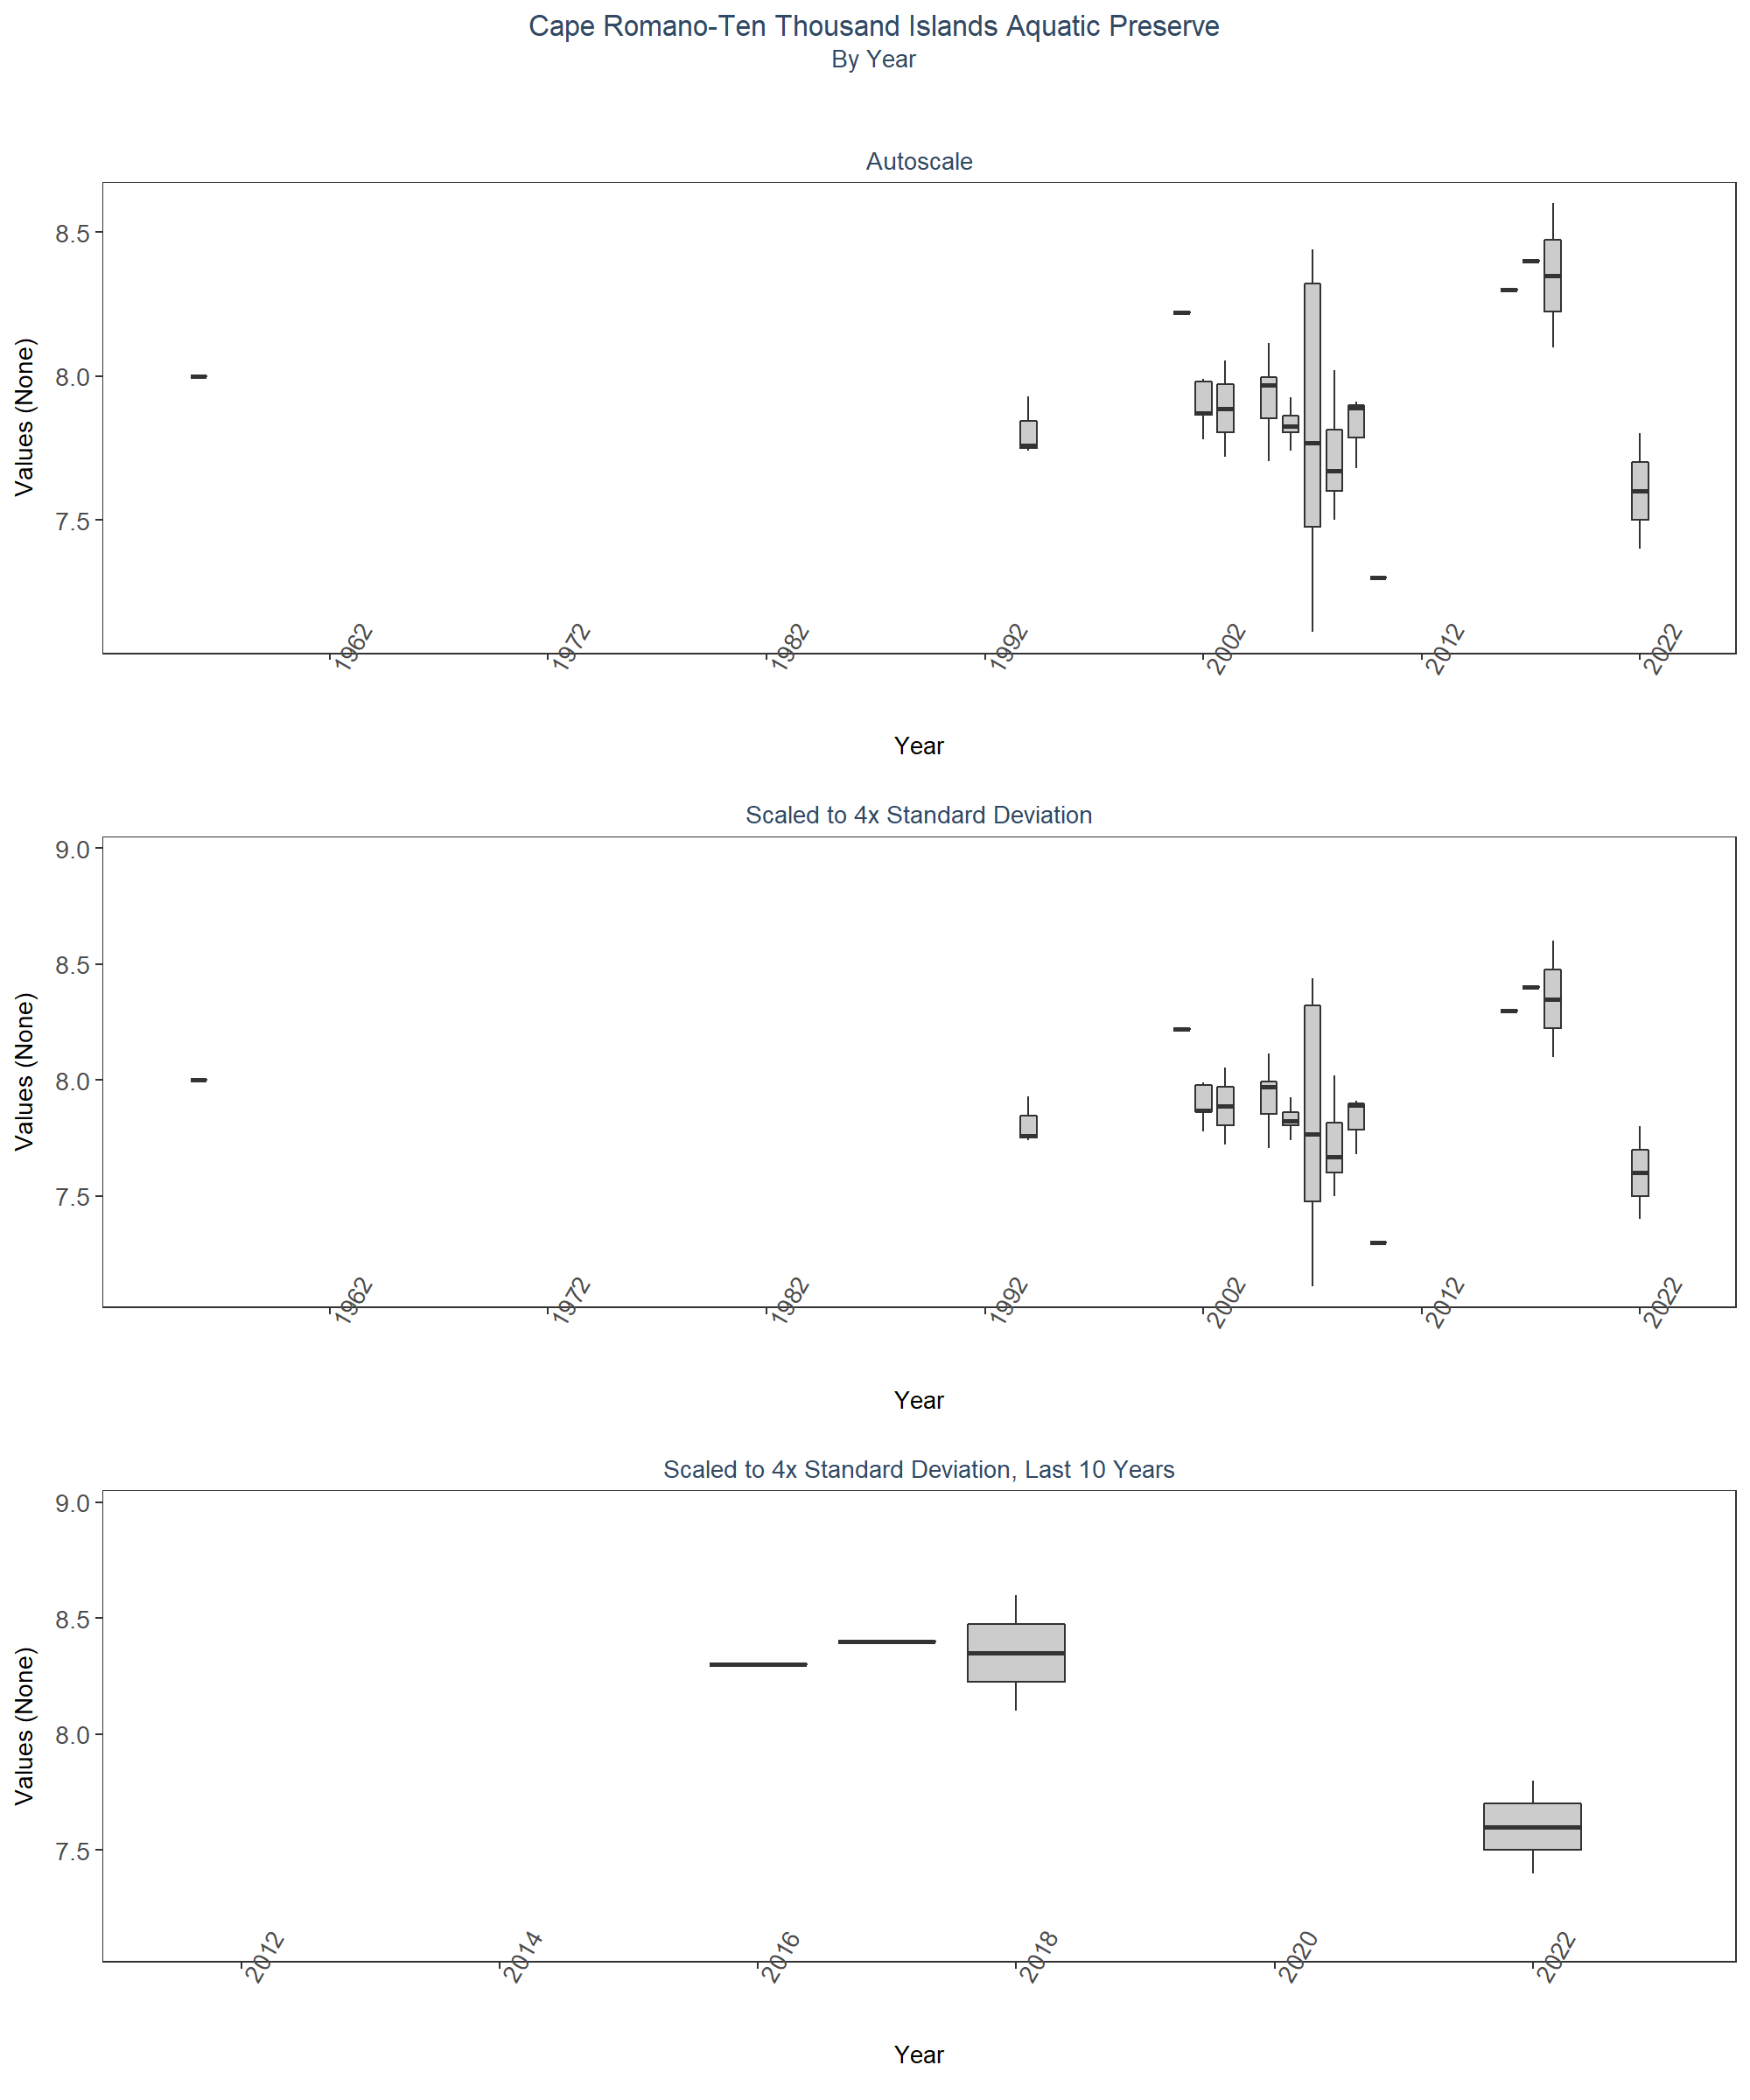 Cape Romano-Ten Thousand Islands Aquatic Preserve
By Year
Autoscale
Values (None)
8.5
8.0
7.5
1962 1972 1982 1992 2002 2012 2022
Year
Scaled to 4x Standard Deviation
Values (None)
9.0
8.5
8.0
7.5
1962 1972 1982 1992 2002 2012 2022
Year
Scaled to 4x Standard Deviation, Last 10 Years
Values (None)
9.0
8.5
8.0
7.5
2012 2014 2016 2018 2020 2022
Year